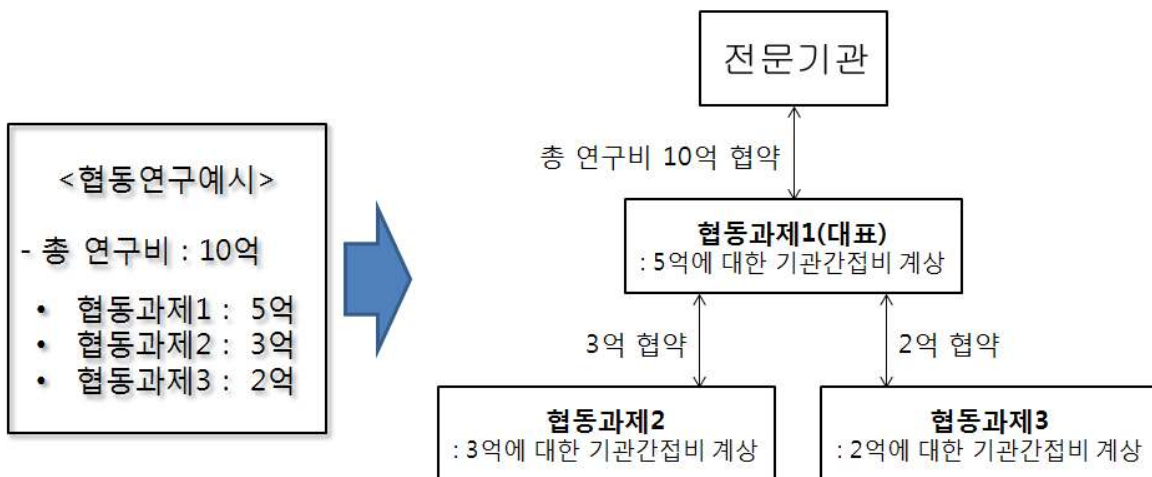 <협동연구예시>
- 총 연구비 : 10억
• 협동과제1 : 5억
• 협동과제2 : 3억
• 협동과제3 : 2억
전문기관
총 연구비 10억 협약
협동과제1(대표)
: 5억에 대한 기관간접비 계상
3억 협약
2억 협약
협동과제2
: 3억에 대한 기관간접비 계상
협동과제3
: 2억에 대한 기관간접비 계상